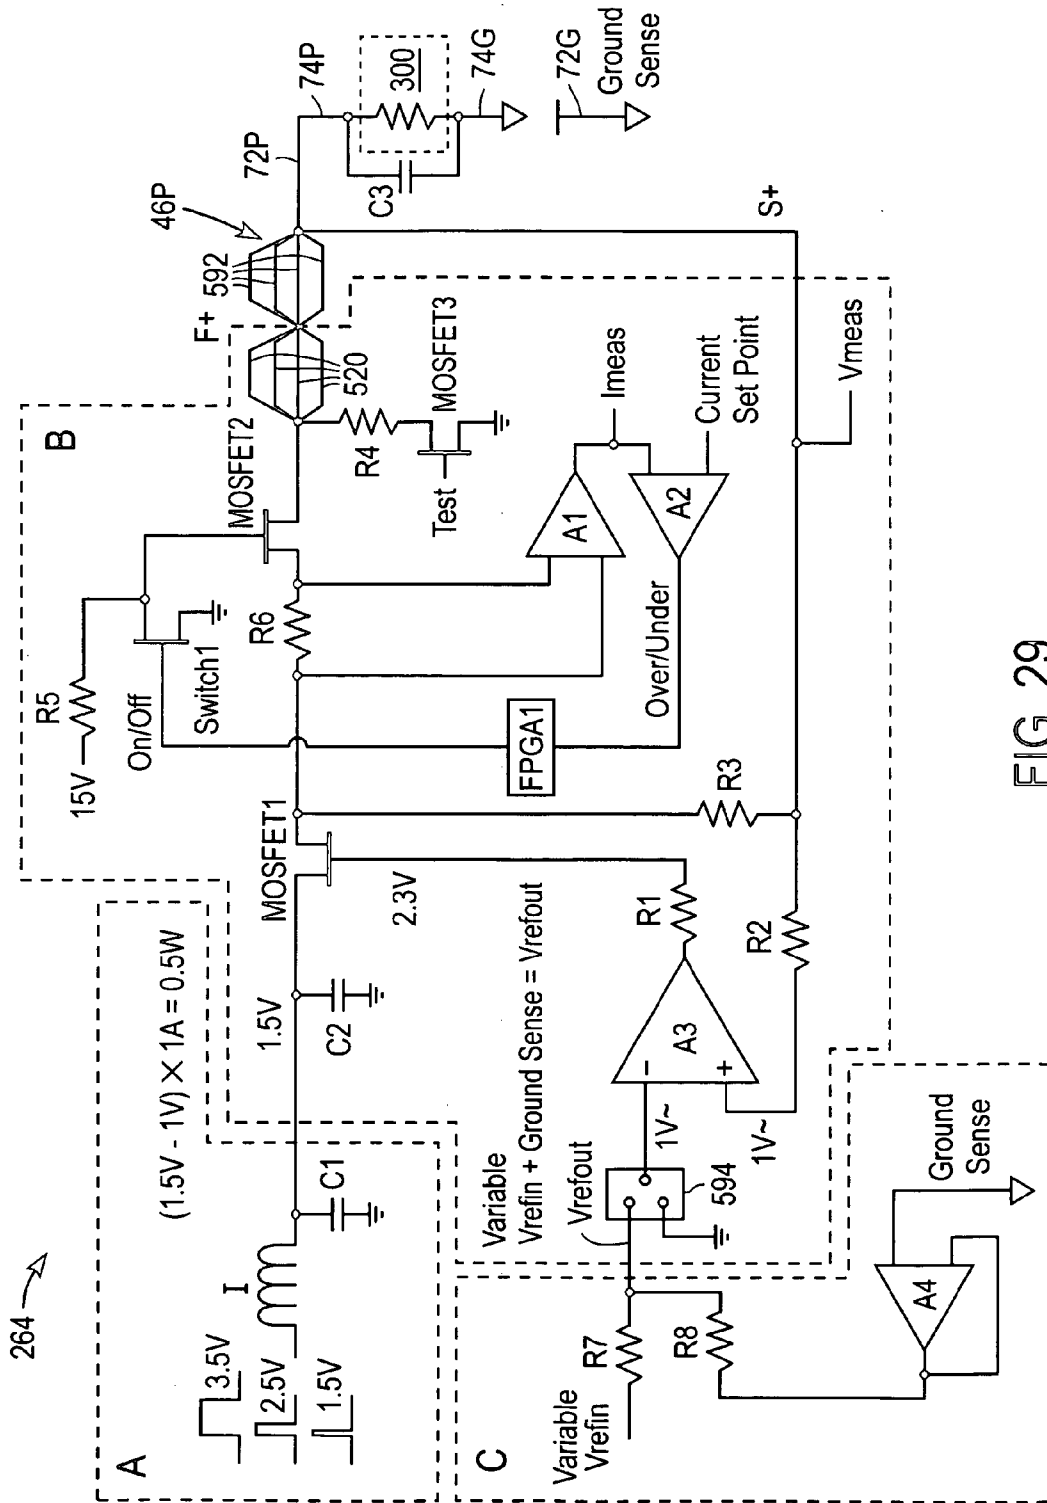 264
A
3.5V
2.5V
1.5V
I
C1
(1.5V - 1V) X 1A = 0.5W
1.5V
C2
MOSFET1
2.3V
B
15V
R5
On/Off
Switch1
R6
MOSFET2
F+
520
592
46P
72P
74P
300
C3
74G
72G
Ground
Sense
R4
MOSFET3
Test
A1
Imeas
A2
Current
Set Point
Over/Under
FPGA1
R3
S+
Vmeas
R1
R2
A3
-
+
1V~
1V~
594
Variable
Vrefin + Ground Sense = Vrefout
Vrefout
C
Variable
Vrefin
R7
R8
A4
Ground
Sense
FIG 29